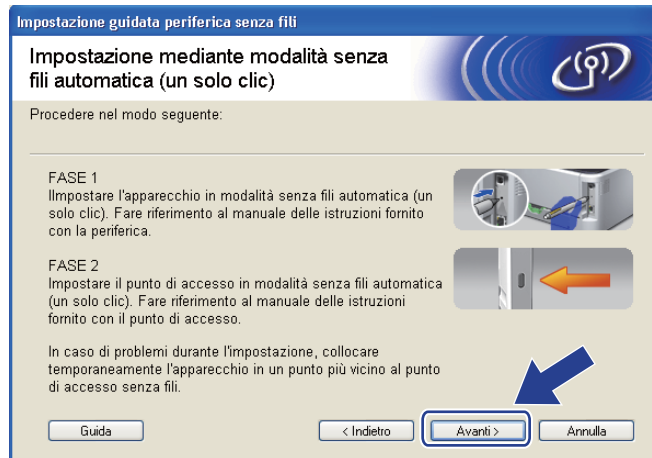 Impostazione guidata periferica senza fili
Impostazione mediante modalità senza
fili automatica (un solo clic)
Procedere nel modo seguente:
FASE 1
IImpostare l'apparecchio in modalità senza fili automatica (un
solo clic). Fare riferimento al manuale delle istruzioni fornito
con la periferica.
FASE 2
Impostare il punto di accesso in modalità senza fili automatica
(un solo clic). Fare riferimento al manuale delle istruzioni
fornito con il punto di accesso.
In caso di problemi durante l'impostazione, collocare
temporaneamente l'apparecchio in un punto più vicino al punto
di accesso senza fili.
Guida
< Indietro
Avanti >
Annulla